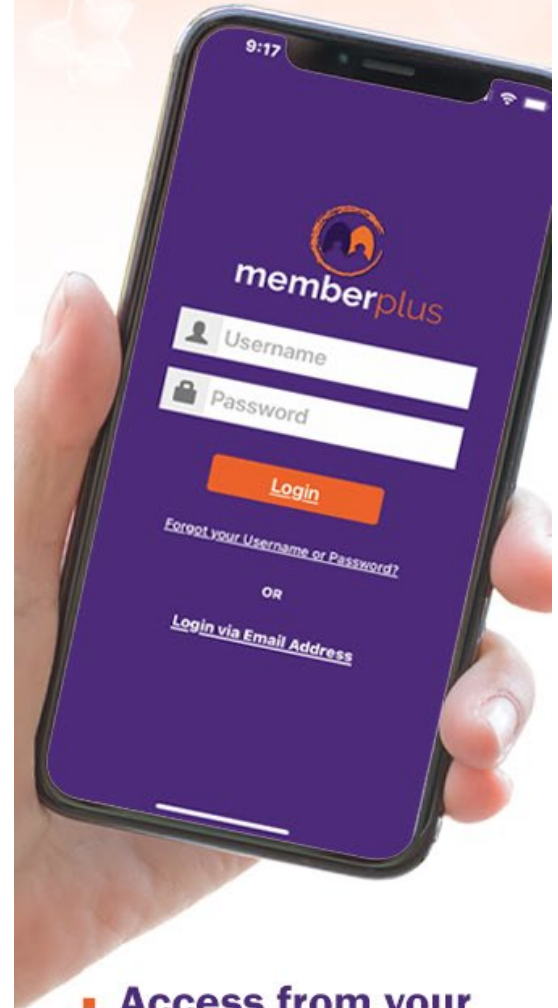 9:17
memberplus
Username
Password
Login
Forgot your Username or Password?
OR
Login via Email Address
Access from your